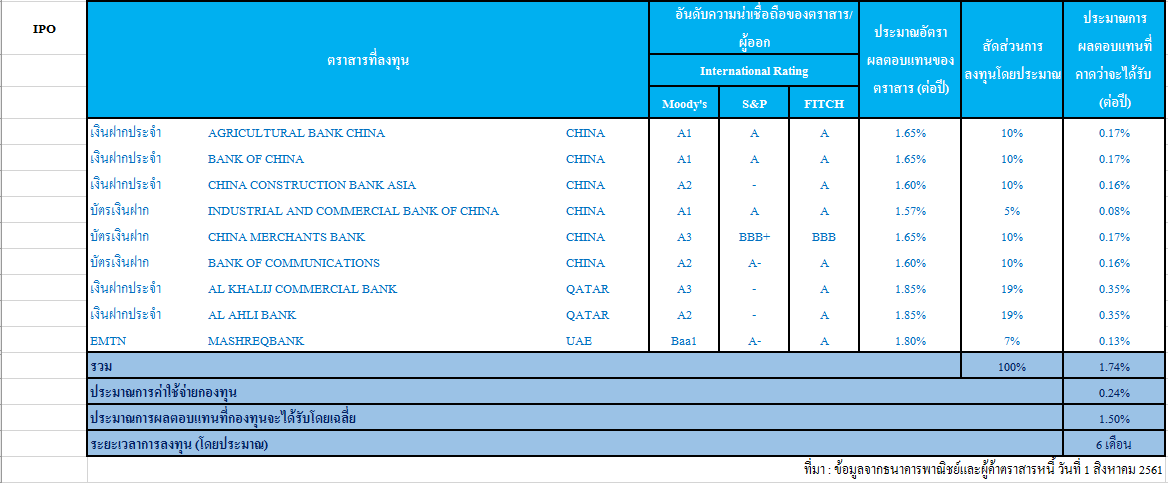 IPO
ตราสารที่ลงทุน
อันดับความน่าเชื่อถือของตราสาร/
ผู้ออก
International Rating
Moody's S&P FITCH
ประมาณอัตรา
ผลตอบแทนของ
ตราสาร (ต่อปี)
สัดส่วนการ
ลงทุนโดยประมาณ
ประมาณการ
ผลตอบแทนที่
คาดว่าจะได้รับ
(ต่อปี)
เงินฝากประจำ AGRICULTURAL BANK CHINA CHINA A1 A A 1.65% 10% 0.17%
เงินฝากประจำ BANK OF CHINA CHINA A1 A A 1.65% 10% 0.17%
เงินฝากประจำ CHINA CONSTRUCTION BANK ASIA CHINA A2 - A 1.60% 10% 0.16%
บัตรเงินฝาก INDUSTRIAL AND COMMERCIAL BANK OF CHINA CHINA A1 A A 1.57% 5% 0.08%
บัตรเงินฝาก CHINA MERCHANTS BANK CHINA A3 BBB+ BBB 1.65% 10% 0.17%
บัตรเงินฝาก BANK OF COMMUNICATIONS CHINA A2 A- A 1.60% 10% 0.16%
เงินฝากประจำ AL KHALIJ COMMERCIAL BANK QATAR A3 - A 1.85% 19% 0.35%
เงินฝากประจำ AL AHLI BANK QATAR A2 - A 1.85% 19% 0.35%
EMTN MASHREQBANK UAE Baa1 A- A 1.80% 7% 0.13%
รวม 100% 1.74%
ประมาณการค่าใช้จ่ายกองทุน 0.24%
ประมาณการผลตอบแทนที่กองทุนจะได้รับโดยเฉลี่ย 1.50%
ระยะเวลาการลงทุน (โดยประมาณ) 6 เดือน
ที่มา : ข้อมูลจากธนาคารพาณิชย์และผู้ค้าตราสารหนี้ วันที่ 1 สิงหาคม 2561